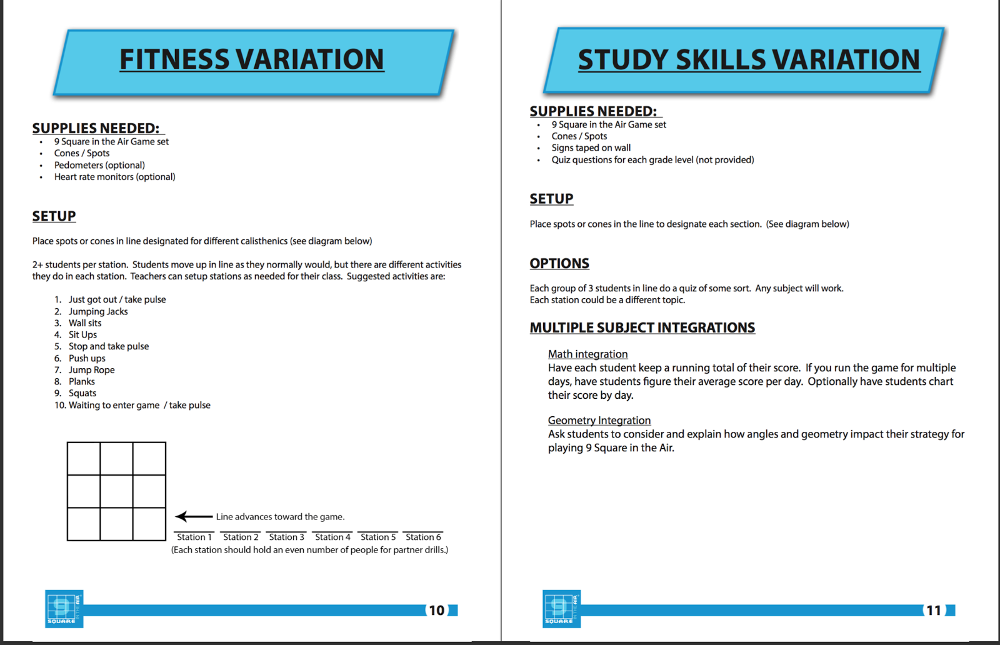 FITNESS VARIATION
SUPPLIES NEEDED:
• 9 Square in the Air Game set
• Cones / Spots
• Pedometers (optional)
• Heart rate monitors (optional)
SETUP
Place spots or cones in line designated for different calisthenics (see diagram below)
2+ students per station.  Students move up in line as they normally would, but there are different activities
they do in each station.  Teachers can setup stations as needed for their class.  Suggested activities are:
1. Just got out / take pulse
2. Jumping Jacks
3. Wall sits
4. Sit Ups
5. Stop and take pulse
6. Push ups
7. Jump Rope
8. Planks
9. Squats
10. Waiting to enter game  / take pulse
Line advances toward the game.
Station 1 Station 2 Station 3 Station 4 Station 5 Station 6
(Each station should hold an even number of people for partner drills.)
9
SQUARE
IN THE AIR
10
STUDY SKILLS VARIATION
SUPPLIES NEEDED:
• 9 Square in the Air Game set
• Cones / Spots
• Signs taped on wall
• Quiz questions for each grade level (not provided)
SETUP
Place spots or cones in the line to designate each section.  (See diagram below)
OPTIONS
Each group of 3 students in line do a quiz of some sort.  Any subject will work.
Each station could be a different topic.
MULTIPLE SUBJECT INTEGRATIONS
Math integration
Have each student keep a running total of their score.  If you run the game for multiple
days, have students figure their average score per day.  Optionally have students chart
their score by day.
Geometry Integration
Ask students to consider and explain how angles and geometry impact their strategy for
playing 9 Square in the Air.
9
SQUARE
IN THE AIR
11